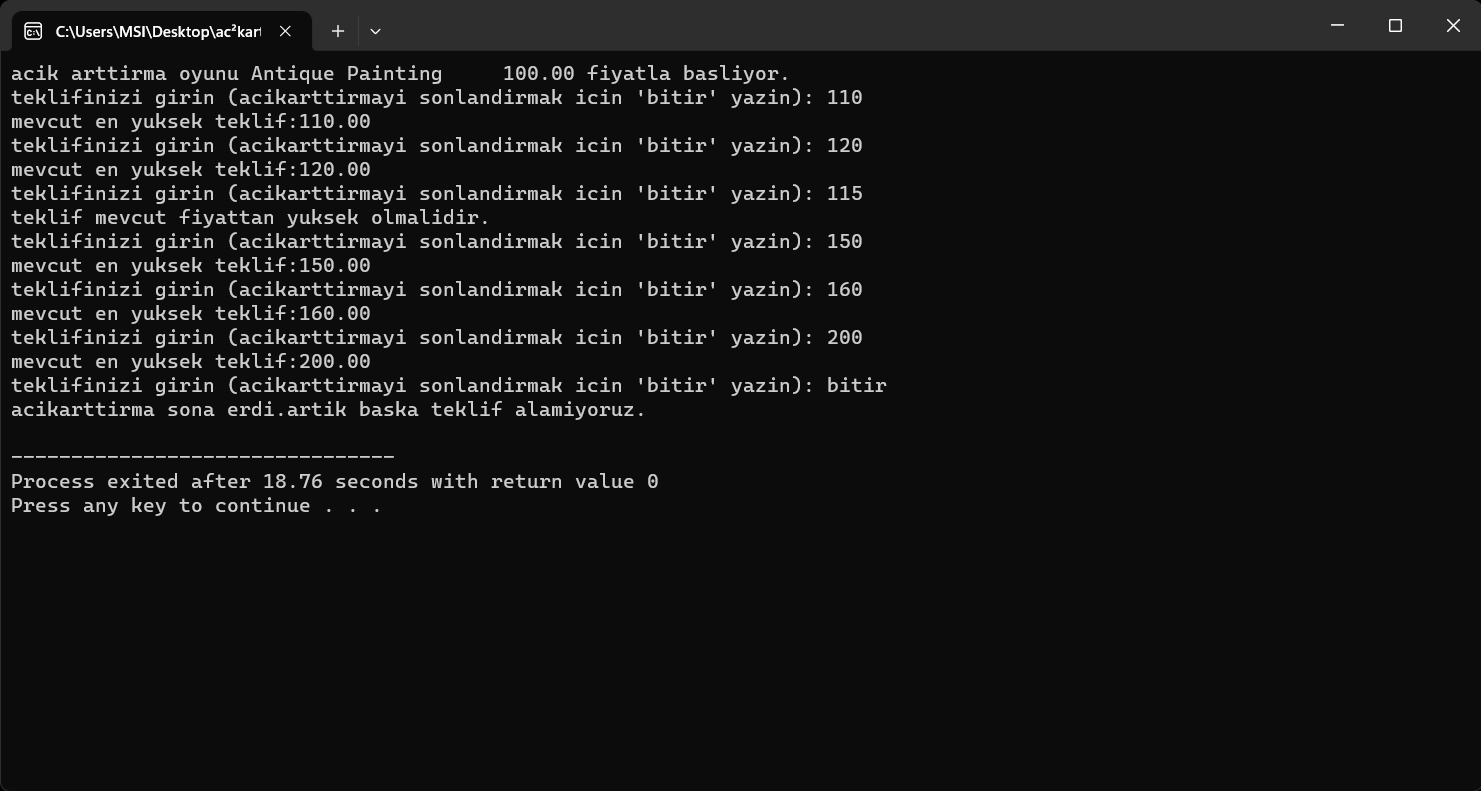 C:\Users\MSI\Desktop\ac²kart
acik arttirma oyunu Antique Painting     100.00 fiyatla basliyor.
teklifinizi girin (acikarttirmayi sonlandirmak icin 'bitir' yazin): 110
mevcut en yuksek teklif:110.00
teklifinizi girin (acikarttirmayi sonlandirmak icin 'bitir' yazin): 120
mevcut en yuksek teklif:120.00
teklifinizi girin (acikarttirmayi sonlandirmak icin 'bitir' yazin): 115
teklif mevcut fiyattan yuksek olmalidir.
teklifinizi girin (acikarttirmayi sonlandirmak icin 'bitir' yazin): 150
mevcut en yuksek teklif:150.00
teklifinizi girin (acikarttirmayi sonlandirmak icin 'bitir' yazin): 160
mevcut en yuksek teklif:160.00
teklifinizi girin (acikarttirmayi sonlandirmak icin 'bitir' yazin): 200
mevcut en yuksek teklif:200.00
teklifinizi girin (acikarttirmayi sonlandirmak icin 'bitir' yazin): bitir
acikarttirma sona erdi.artik baska teklif alamiyoruz.
--------------------------------
Process exited after 18.76 seconds with return value 0
Press any key to continue . . .